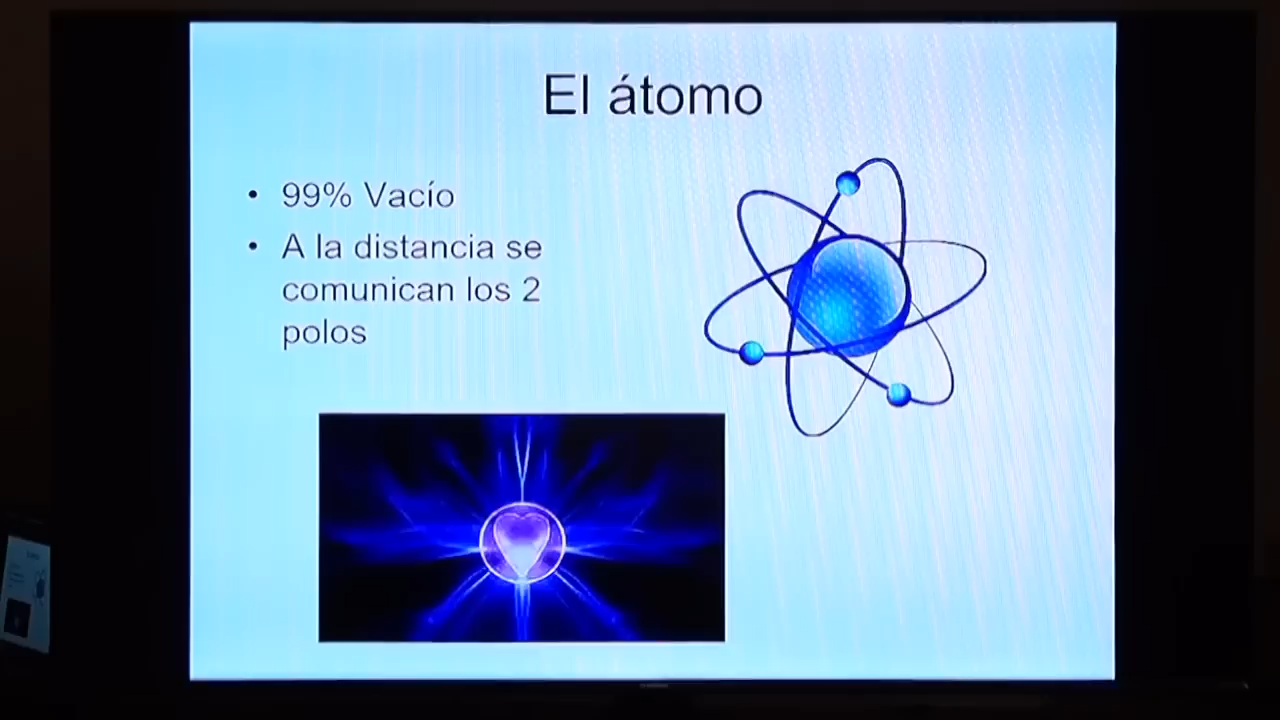 El átomo
• 99% Vacío
• A la distancia se
comunican los 2
polos